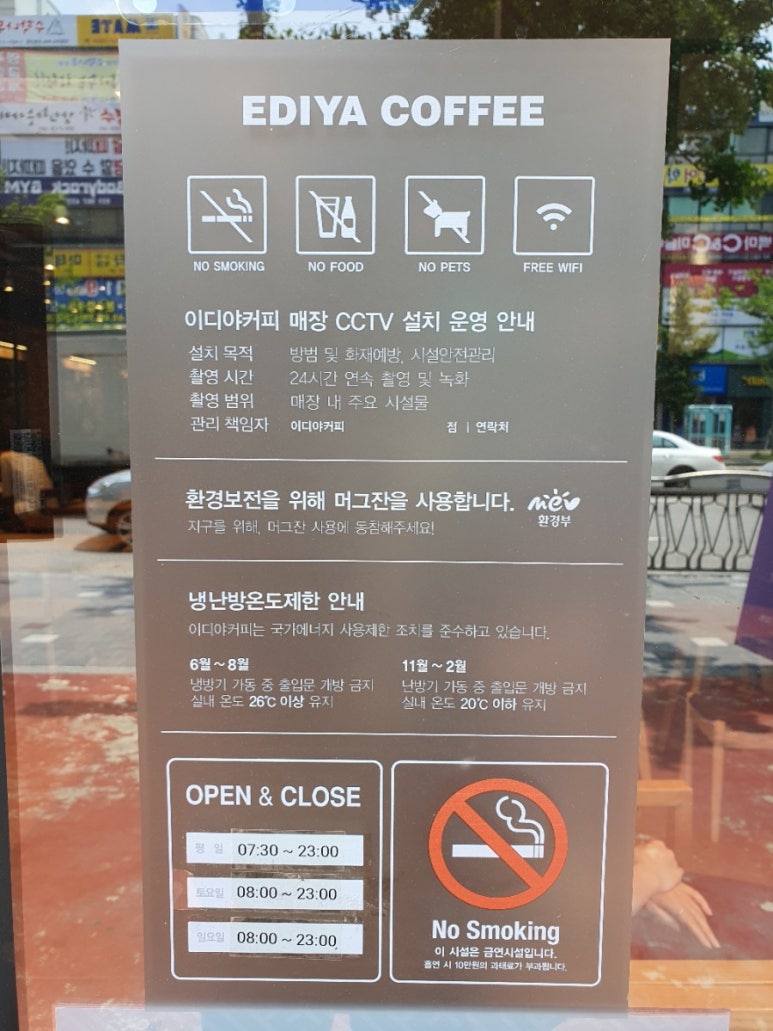 EDIYA COFFEE
NO SMOKING
NO FOOD
NO PETS
FREE WIFI
이디야커피 매장 CCTV 설치 운영 안내
설치 목적 방범 및 화재예방, 시설안전관리
촬영 시간 24시간 연속 촬영 및 녹화
촬영 범위 매장 내 주요 시설물
관리 책임자 이디야커피 점 | 연락처
환경보전을 위해 머그잔을 사용합니다. me
환경부
지구를 위해, 머그잔 사용에 동참해주세요!
냉난방온도제한 안내
이디야커피는 국가에너지 사용제한 조치를 준수하고 있습니다.
6월~8월
냉방기 가동 중 출입문 개방 금지
실내 온도 26℃ 이상 유지
11월~2월
난방기 가동 중 출입문 개방 금지
실내 온도 20℃ 이하 유지
OPEN & CLOSE
평 일 07:30 ~ 23:00
토요일 08:00 ~ 23:00
일요일 08:00 ~ 23:00
No Smoking
이 시설은 금연시설입니다.
흡연 시 10만원의 과태료가 부과됩니다.
MATE
Bodyrock GYM